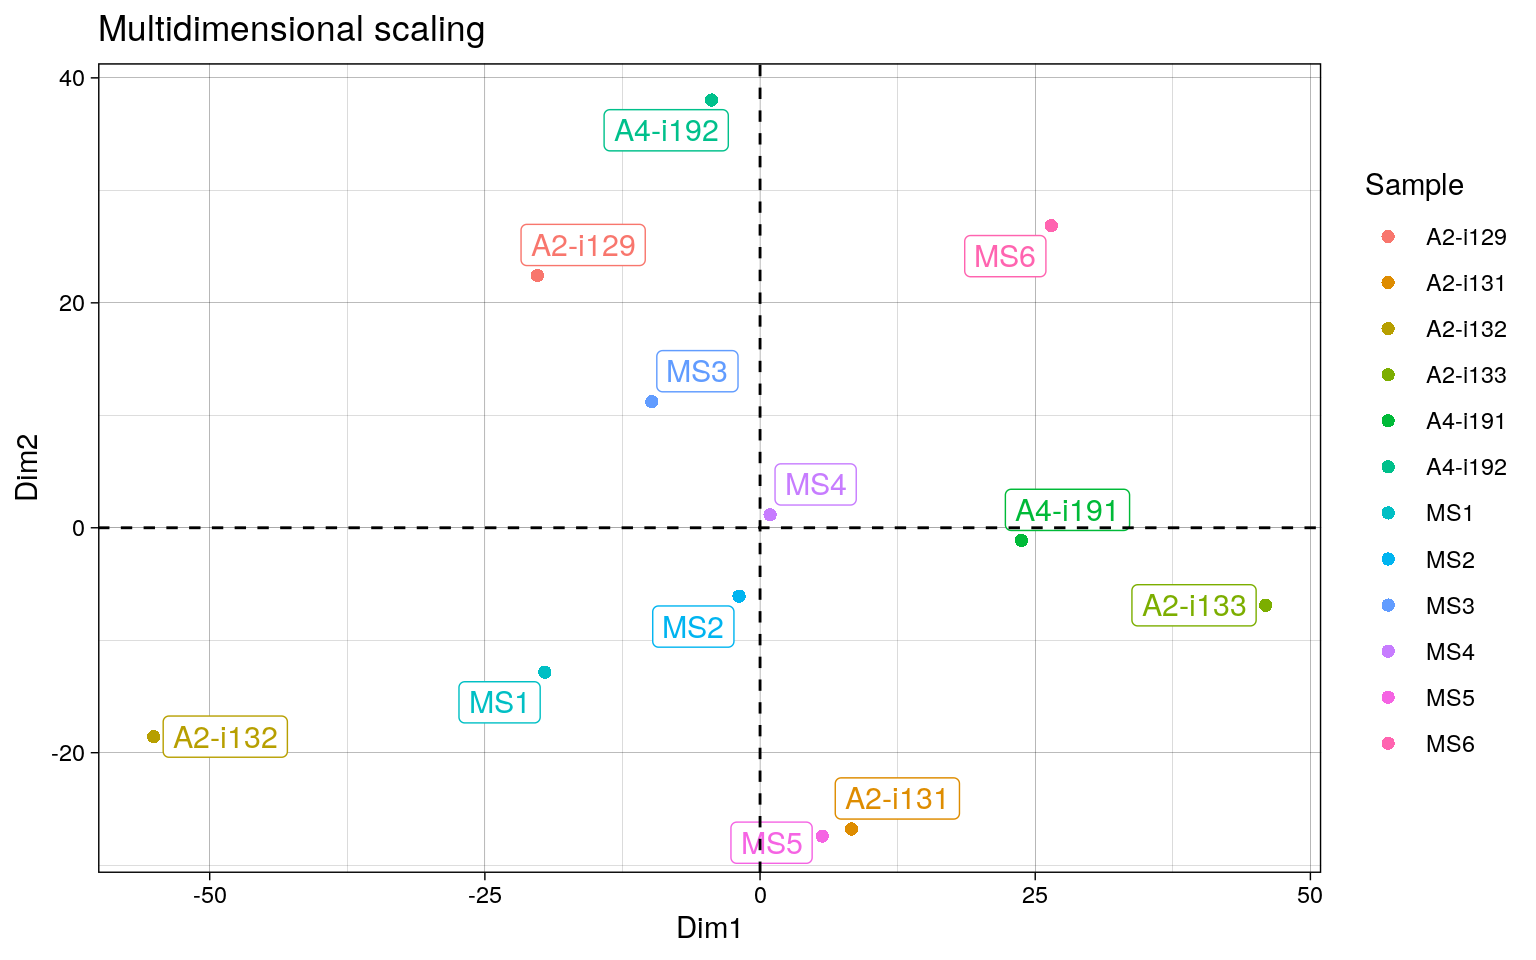 Multidimensional scaling
40
A4-i192
A2-i129
MS6
20
MS3
MS4
A4-i191
0
A2-i133
MS2
MS1
A2-i132
-20
A2-i131
MS5
-50
-25
0
25
50
Dim1
Dim2
Sample
A2-i129
A2-i131
A2-i132
A2-i133
A4-i191
A4-i192
MS1
MS2
MS3
MS4
MS5
MS6